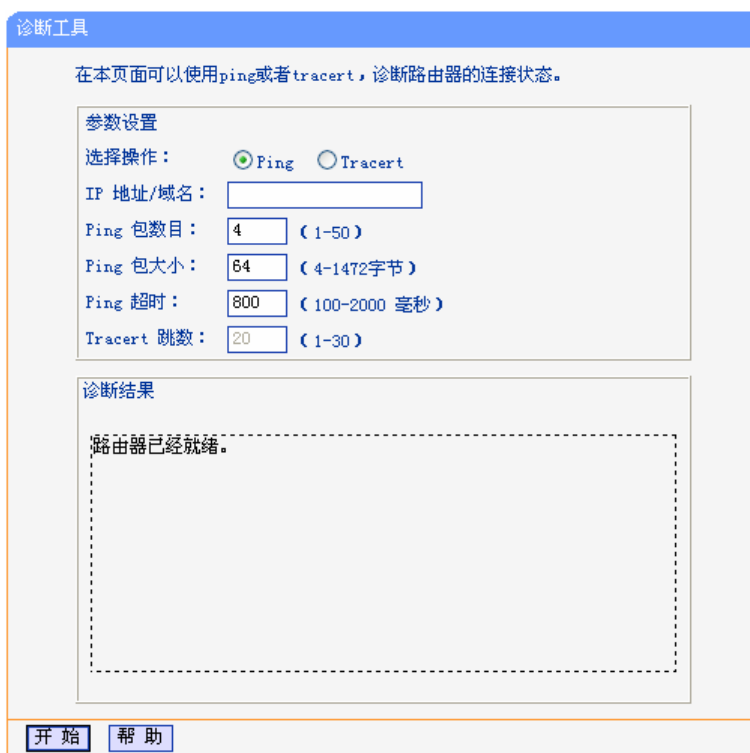 诊断工具
在本页面可以使用ping或者tracert，诊断路由器的连接状态。
参数设置
选择操作： Ping Tracert
IP 地址/域名：
Ping 包数目： 4 （1-50）
Ping 包大小： 64 （4-1472字节）
Ping 超时： 800 （100-2000 毫秒）
Tracert 跳数： 20 （1-30）
诊断结果
路由器已经就绪。
开 始 帮 助